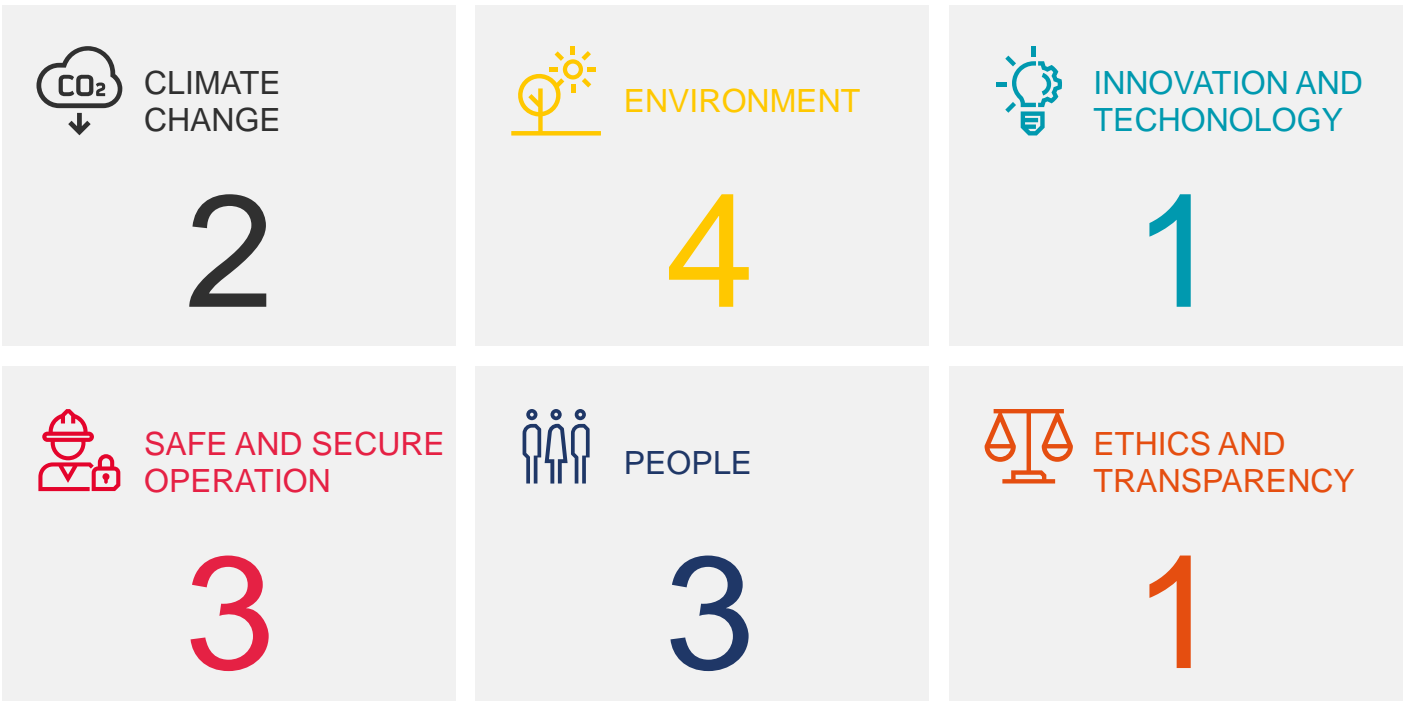 CO₂
CLIMATE
CHANGE
2
ENVIRONMENT
4
INNOVATION AND
TECHONOLOGY
1
SAFE AND SECURE
OPERATION
3
PEOPLE
3
ETHICS AND
TRANSPARENCY
1